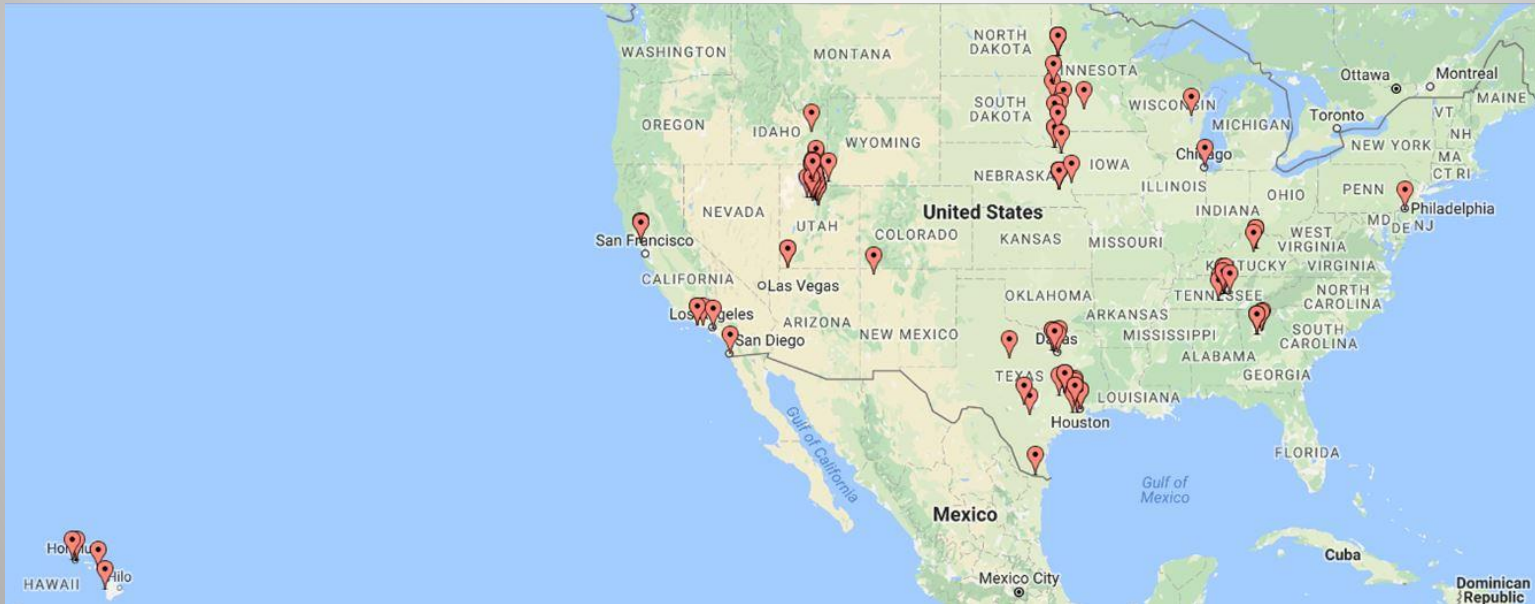 WASHINGTON
MONTANA
NORTH
DAKOTA
MINNESOTA
Ottawa
Montreal
MAINE
OREGON
IDAHO
WYOMING
SOUTH
DAKOTA
WISCONSIN
MICHIGAN
Toronto
VT
NH
NEW YORK
MA
CT RI
Chicago
NEBRASKA
IOWA
ILLINOIS
OHIO
PENN
NEVADA
UTAH
United States
COLORADO
KANSAS
MISSOURI
INDIANA
WEST
VIRGINIA
MD
DE
NJ
Philadelphia
San Francisco
CALIFORNIA
Las Vegas
KENTUCKY
VIRGINIA
Los Angeles
ARIZONA
NEW MEXICO
OKLAHOMA
ARKANSAS
TENNESSEE
NORTH
CAROLINA
San Diego
Dallas
MISSISSIPPI
SOUTH
CAROLINA
ALABAMA
TEXAS
GEORGIA
LOUISIANA
Houston
Gulf of California
FLORIDA
Gulf of
Mexico
Mexico
Honolulu
HAWAII
Hilo
Mexico City
Cuba
Dominican
Republic